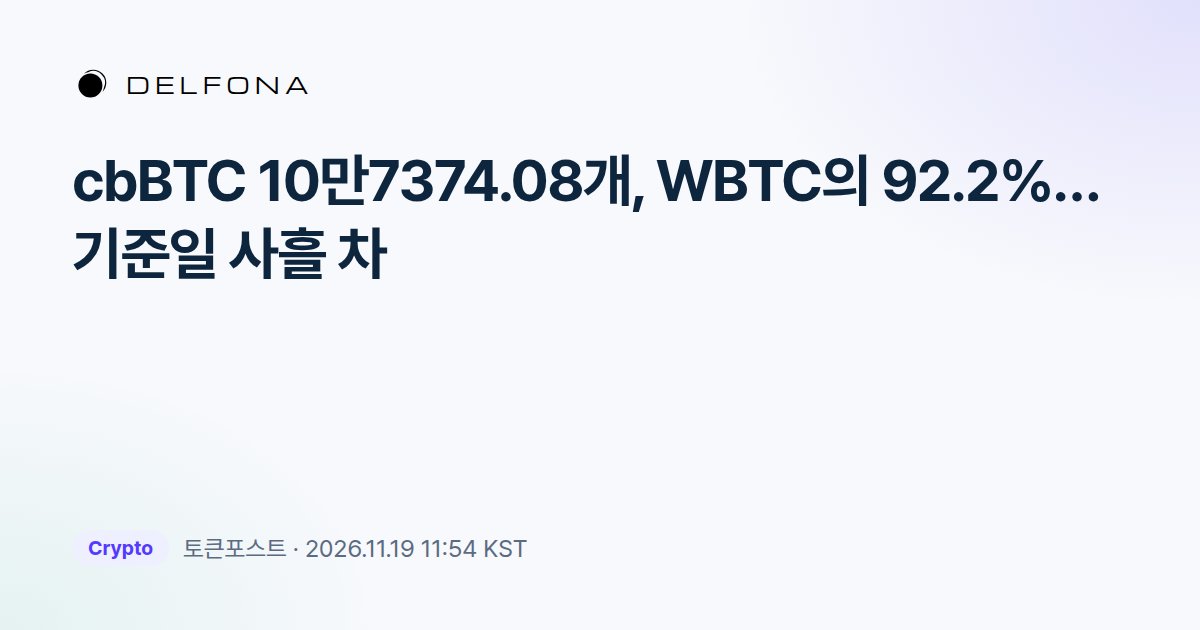 DELFONA
cbBTC 10만7374.08개, WBTC의 92.2%...
기준일 사흘 차
Crypto 토큰포스트 · 2026.11.19 11:54 KST